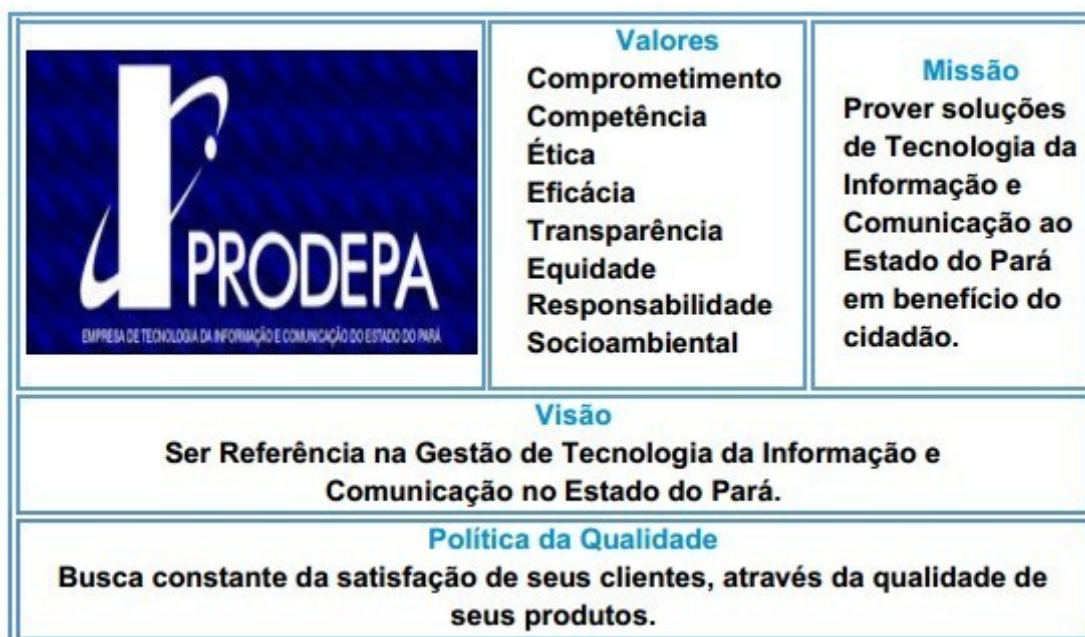 PRODEPA
EMPRESA DE TECNOLOGIA DA INFORMAÇÃO E COMUNICAÇÃO DO ESTADO DO PARÁ
Valores
Comprometimento
Competência
Ética
Eficácia
Transparência
Equidade
Responsabilidade
Socioambiental
Missão
Prover soluções
de Tecnologia da
Informação e
Comunicação ao
Estado do Pará
em benefício do
cidadão.
Visão
Ser Referência na Gestão de Tecnologia da Informação e
Comunicação no Estado do Pará.
Política da Qualidade
Busca constante da satisfação de seus clientes, através da qualidade de
seus produtos.